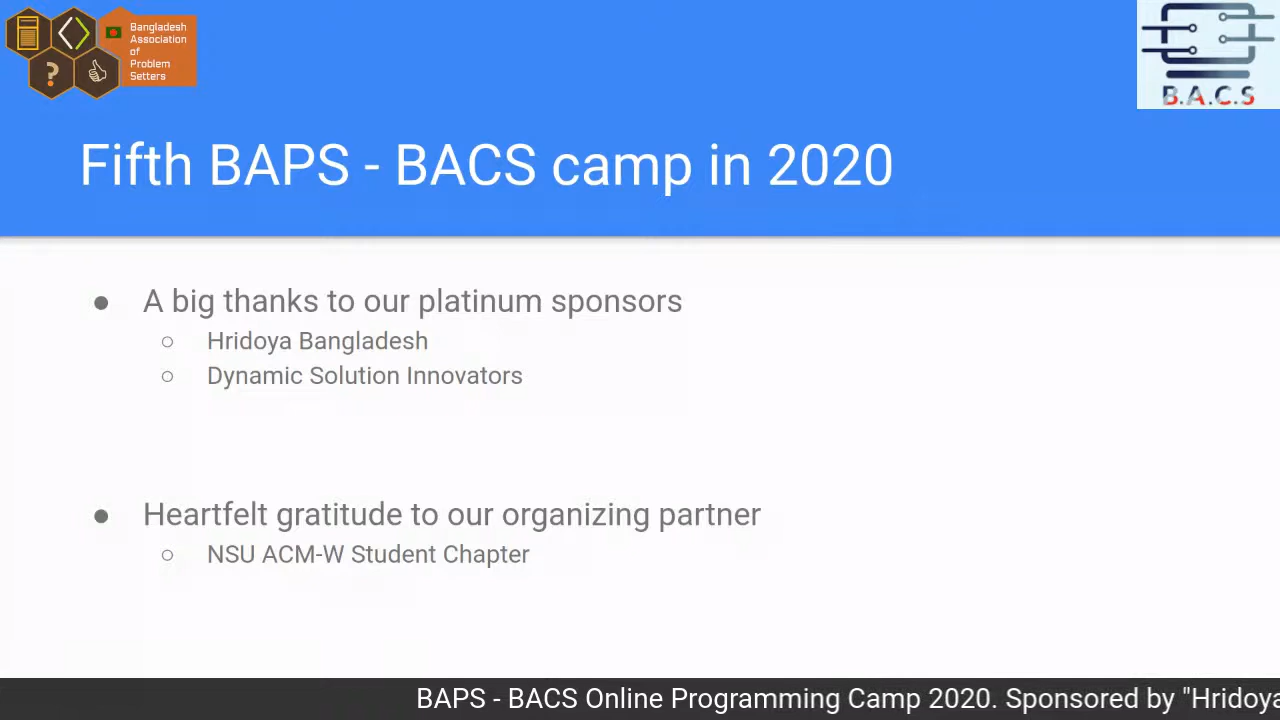 Bangladesh
Association
of
Problem
Setters
B.A.C.S
Fifth BAPS - BACS camp in 2020
● A big thanks to our platinum sponsors
○ Hridoya Bangladesh
○ Dynamic Solution Innovators
● Heartfelt gratitude to our organizing partner
○ NSU ACM-W Student Chapter
BAPS - BACS Online Programming Camp 2020. Sponsored by "Hridoya